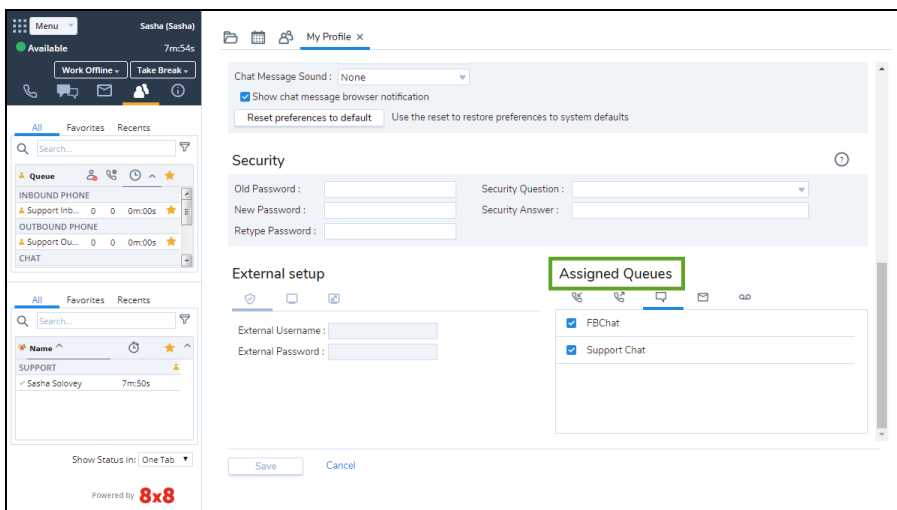 Menu Sasha (Sasha)
Available 7m:54s
Work Offline Take Break
All Favorites Recents
Search...
Queue
INBOUND PHONE
Support Inb... 0 0 0m:00s
OUTBOUND PHONE
Support Ou... 0 0 0m:00s
CHAT
All Favorites Recents
Search...
Name
SUPPORT
Sasha Solovey 7m:50s
Show Status in: One Tab
Powered by 8x8
My Profile ×
Chat Message Sound : None
Show chat message browser notification
Reset preferences to default Use the reset to restore preferences to system defaults
Security ?
Old Password : Security Question :
New Password : Security Answer :
Retype Password :
External setup Assigned Queues
External Username : FBChat
External Password : Support Chat
Save Cancel